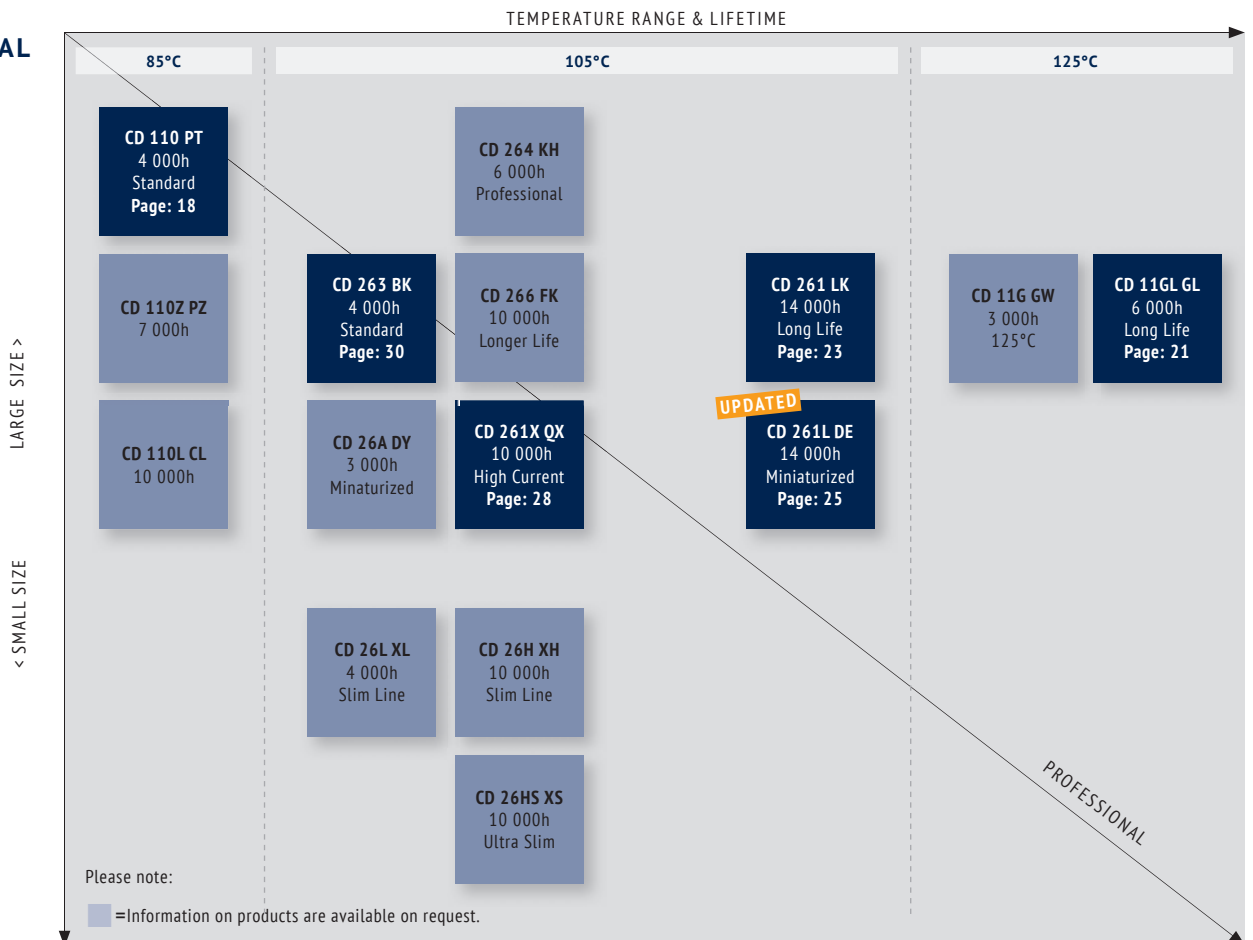 TEMPERATURE RANGE & LIFETIME
AL
85°C
105°C
125°C
CD 110 PT
4 000h
Standard
Page: 18
CD 264 KH
6 000h
Professional
CD 110Z PZ
7 000h
CD 263 BK
4 000h
Standard
Page: 30
CD 266 FK
10 000h
Longer Life
CD 261 LK
14 000h
Long Life
Page: 23
CD 11G GW
3 000h
125°C
CD 11GL GL
6 000h
Long Life
Page: 21
LARGE SIZE >
UPDATED
CD 110L CL
10 000h
CD 26A DY
3 000h
Minaturized
CD 261X QX
10 000h
High Current
Page: 28
CD 261L DE
14 000h
Miniaturized
Page: 25
< SMALL SIZE
CD 26L XL
4 000h
Slim Line
CD 26H XH
10 000h
Slim Line
CD 26HS XS
10 000h
Ultra Slim
PROFESSIONAL
Please note:
=Information on products are available on request.